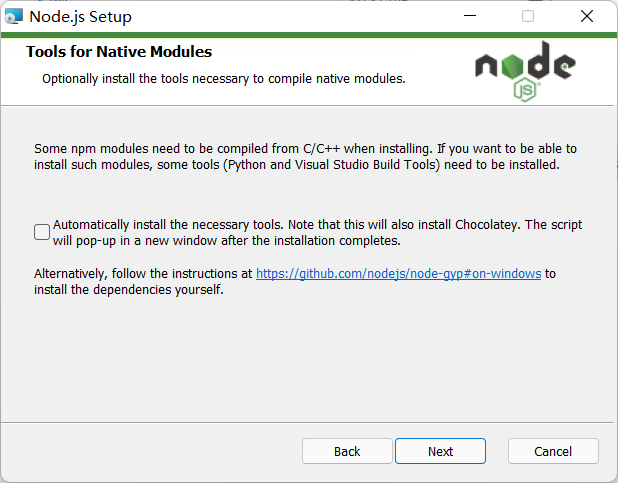 Node.js Setup
Tools for Native Modules
Optionally install the tools necessary to compile native modules.
node
JS
Some npm modules need to be compiled from C/C++ when installing. If you want to be able to
install such modules, some tools (Python and Visual Studio Build Tools) need to be installed.
Automatically install the necessary tools. Note that this will also install Chocolatey. The script
will pop-up in a new window after the installation completes.
Alternatively, follow the instructions at https://github.com/nodejs/node-gyp#on-windows to
install the dependencies yourself.
Back
Next
Cancel